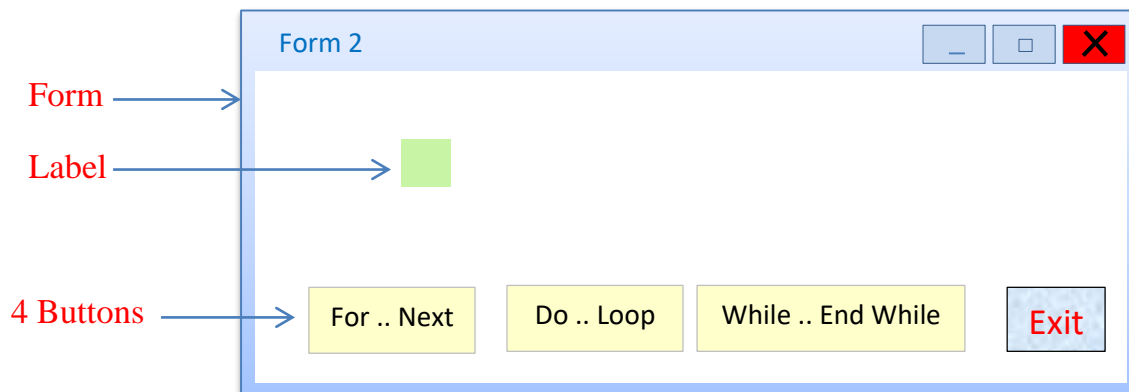 Form 2
Form
Label
4 Buttons
For .. Next
Do .. Loop
While .. End While
Exit